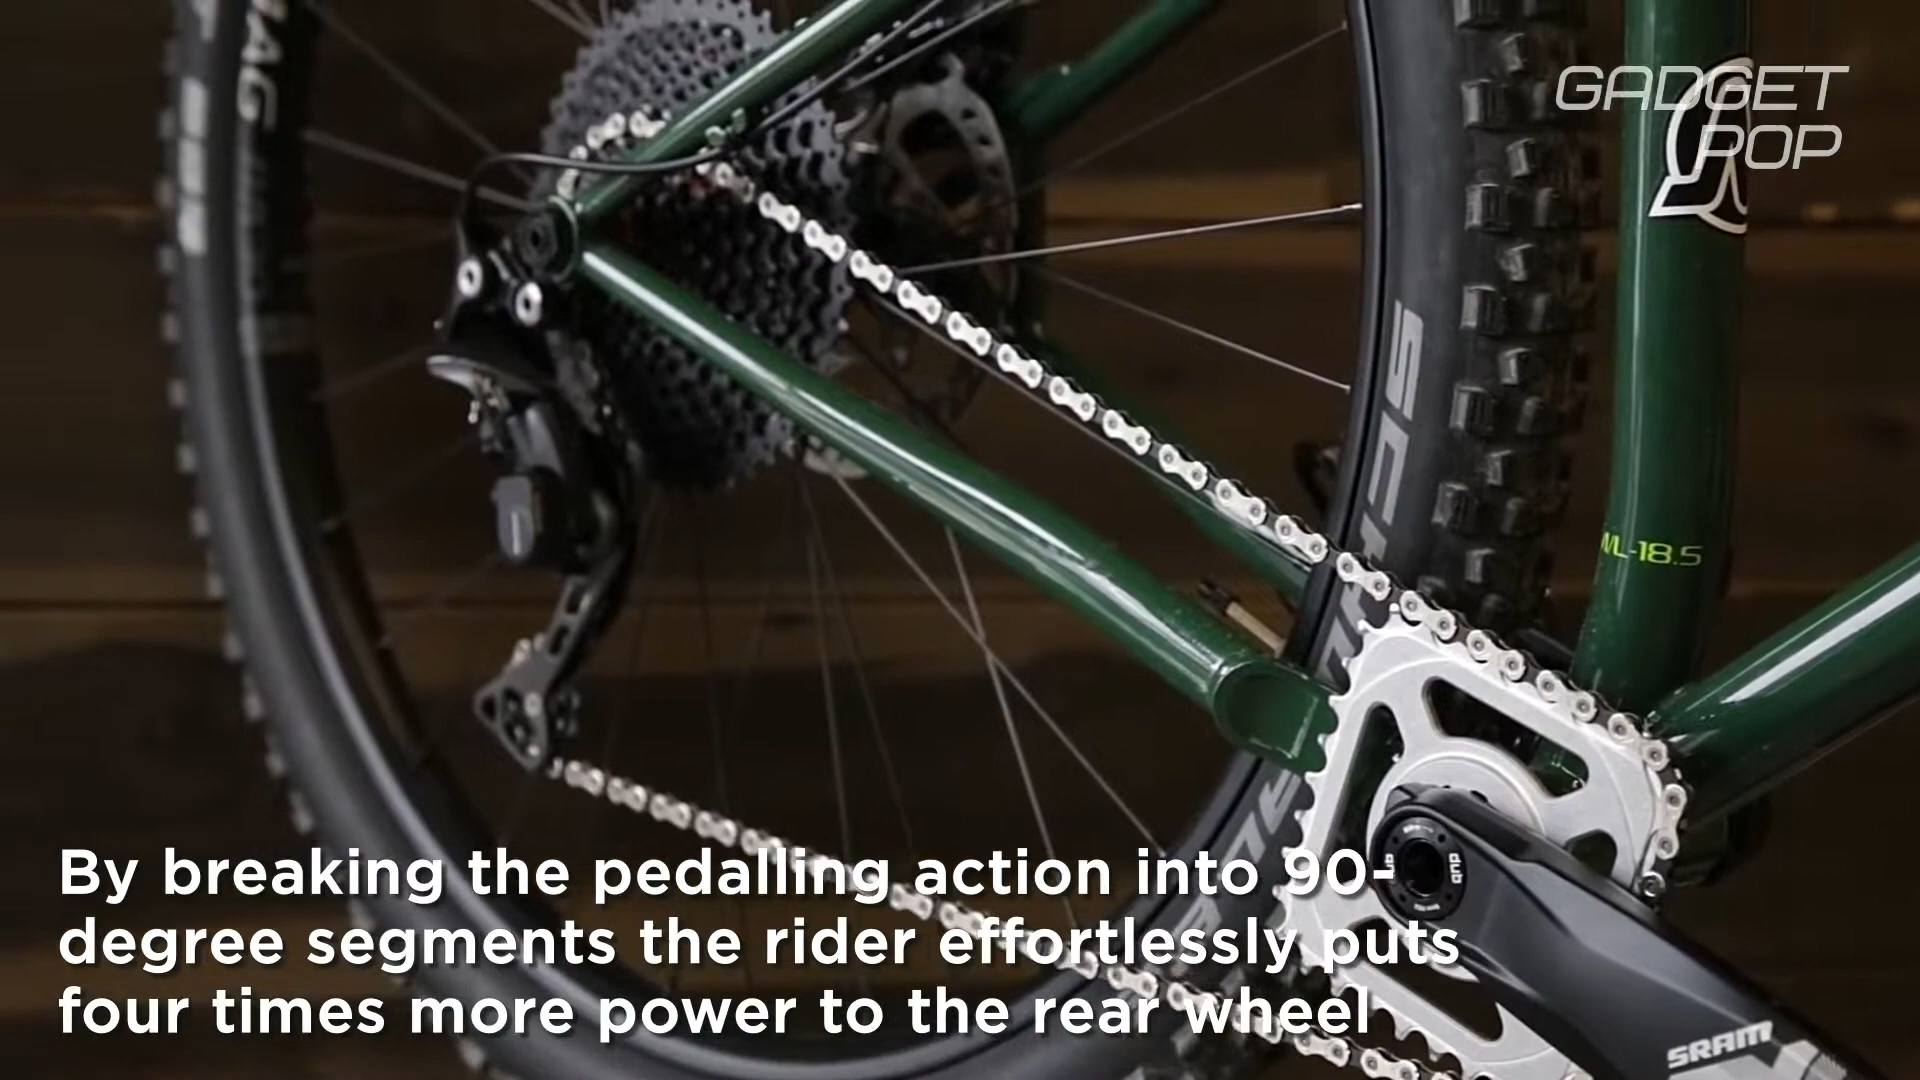 GADGET
POP
WL-18.5
By breaking the pedalling action into 90-
degree segments the rider effortlessly puts
four times more power to the rear wheel
SRAM